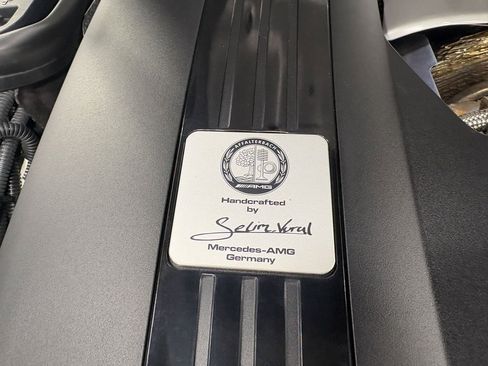 AFFALTERBACH
AMG
Handcrafted
by
Selim Vural
Mercedes-AMG
Germany